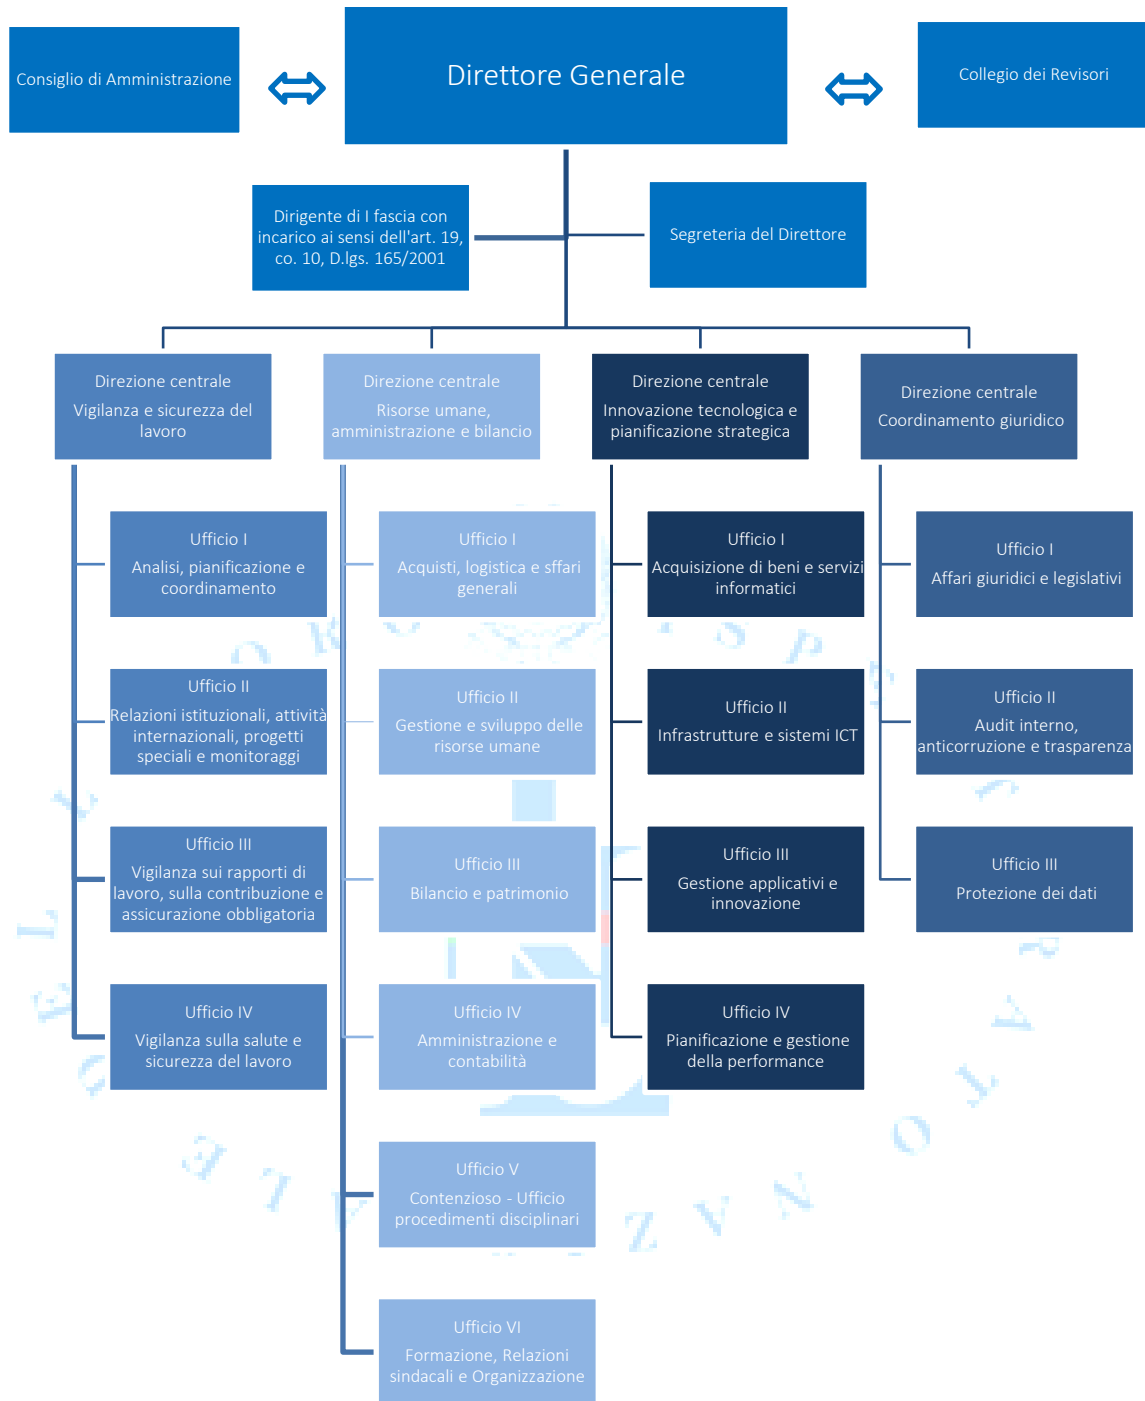 Consiglio di Amministrazione
Direttore Generale
Collegio dei Revisori
Dirigente di I fascia con
incarico ai sensi dell'art. 19,
co. 10, D.lgs. 165/2001
Segreteria del Direttore
Direzione centrale
Vigilanza e sicurezza del
lavoro
Direzione centrale
Risorse umane,
amministrazione e bilancio
Direzione centrale
Innovazione tecnologica e
pianificazione strategica
Direzione centrale
Coordinamento giuridico
Ufficio I
Analisi, pianificazione e
coordinamento
Ufficio I
Acquisti, logistica e sffari
generali
Ufficio I
Acquisizione di beni e servizi
informatici
Ufficio I
Affari giuridici e legislativi
Ufficio II
Relazioni istituzionali, attività
internazionali, progetti
speciali e monitoraggi
Ufficio II
Gestione e sviluppo delle
risorse umane
Ufficio II
Infrastrutture e sistemi ICT
Ufficio II
Audit interno,
anticorruzione e trasparenza
Ufficio III
Vigilanza sui rapporti di
lavoro, sulla contribuzione e
assicurazione obbligatoria
Ufficio III
Bilancio e patrimonio
Ufficio III
Gestione applicativi e
innovazione
Ufficio III
Protezione dei dati
Ufficio IV
Vigilanza sulla salute e
sicurezza del lavoro
Ufficio IV
Amministrazione e
contabilità
Ufficio IV
Pianificazione e gestione
della performance
Ufficio V
Contenzioso - Ufficio
procedimenti disciplinari
Ufficio VI
Formazione, Relazioni
sindacali e Organizzazione